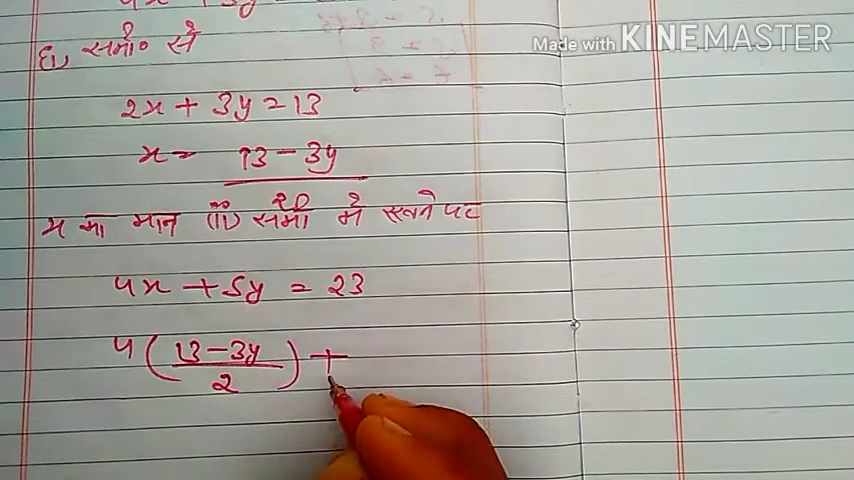 (i) समी० से
Made with KINEMASTER
2x + 3y = 13
x = 13 - 3y
2
x का मान (ii) समी० में रखने पर
4x + 5y = 23
4 ( 13 - 3y ) +
2